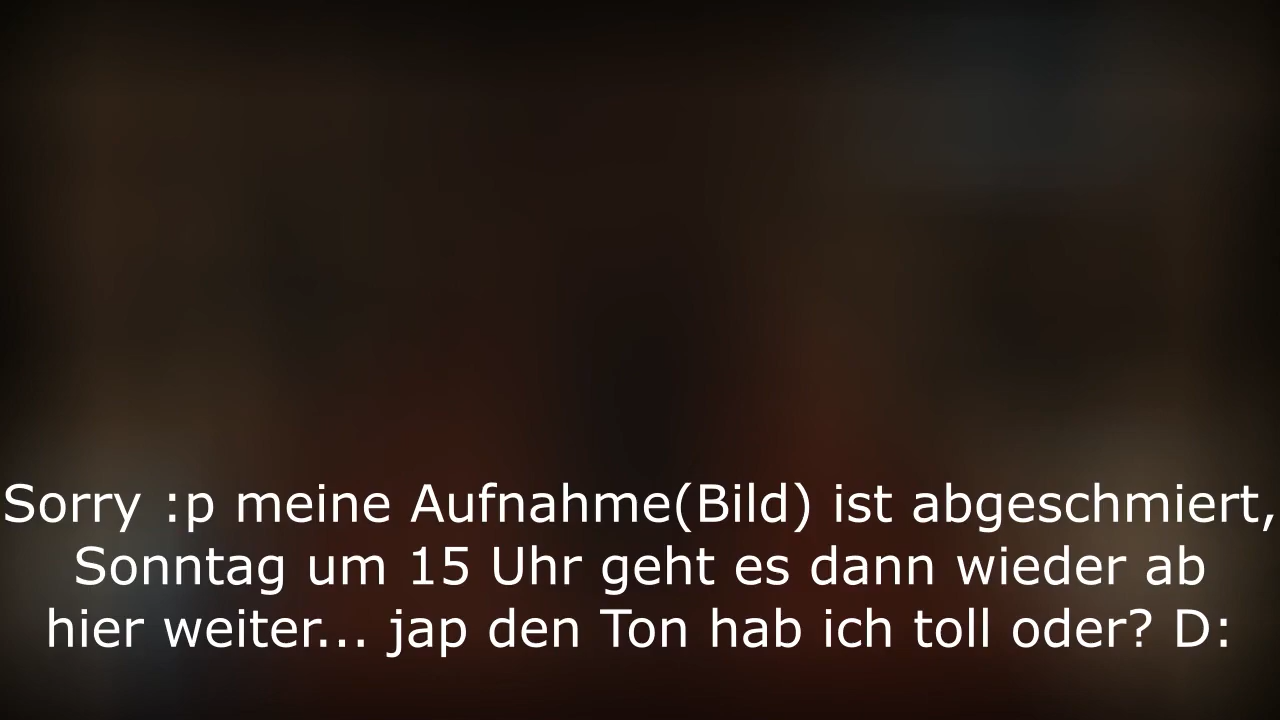 Sorry :p meine Aufnahme(Bild) ist abgeschmiert,
Sonntag um 15 Uhr geht es dann wieder ab
hier weiter... jap den Ton hab ich toll oder? D: